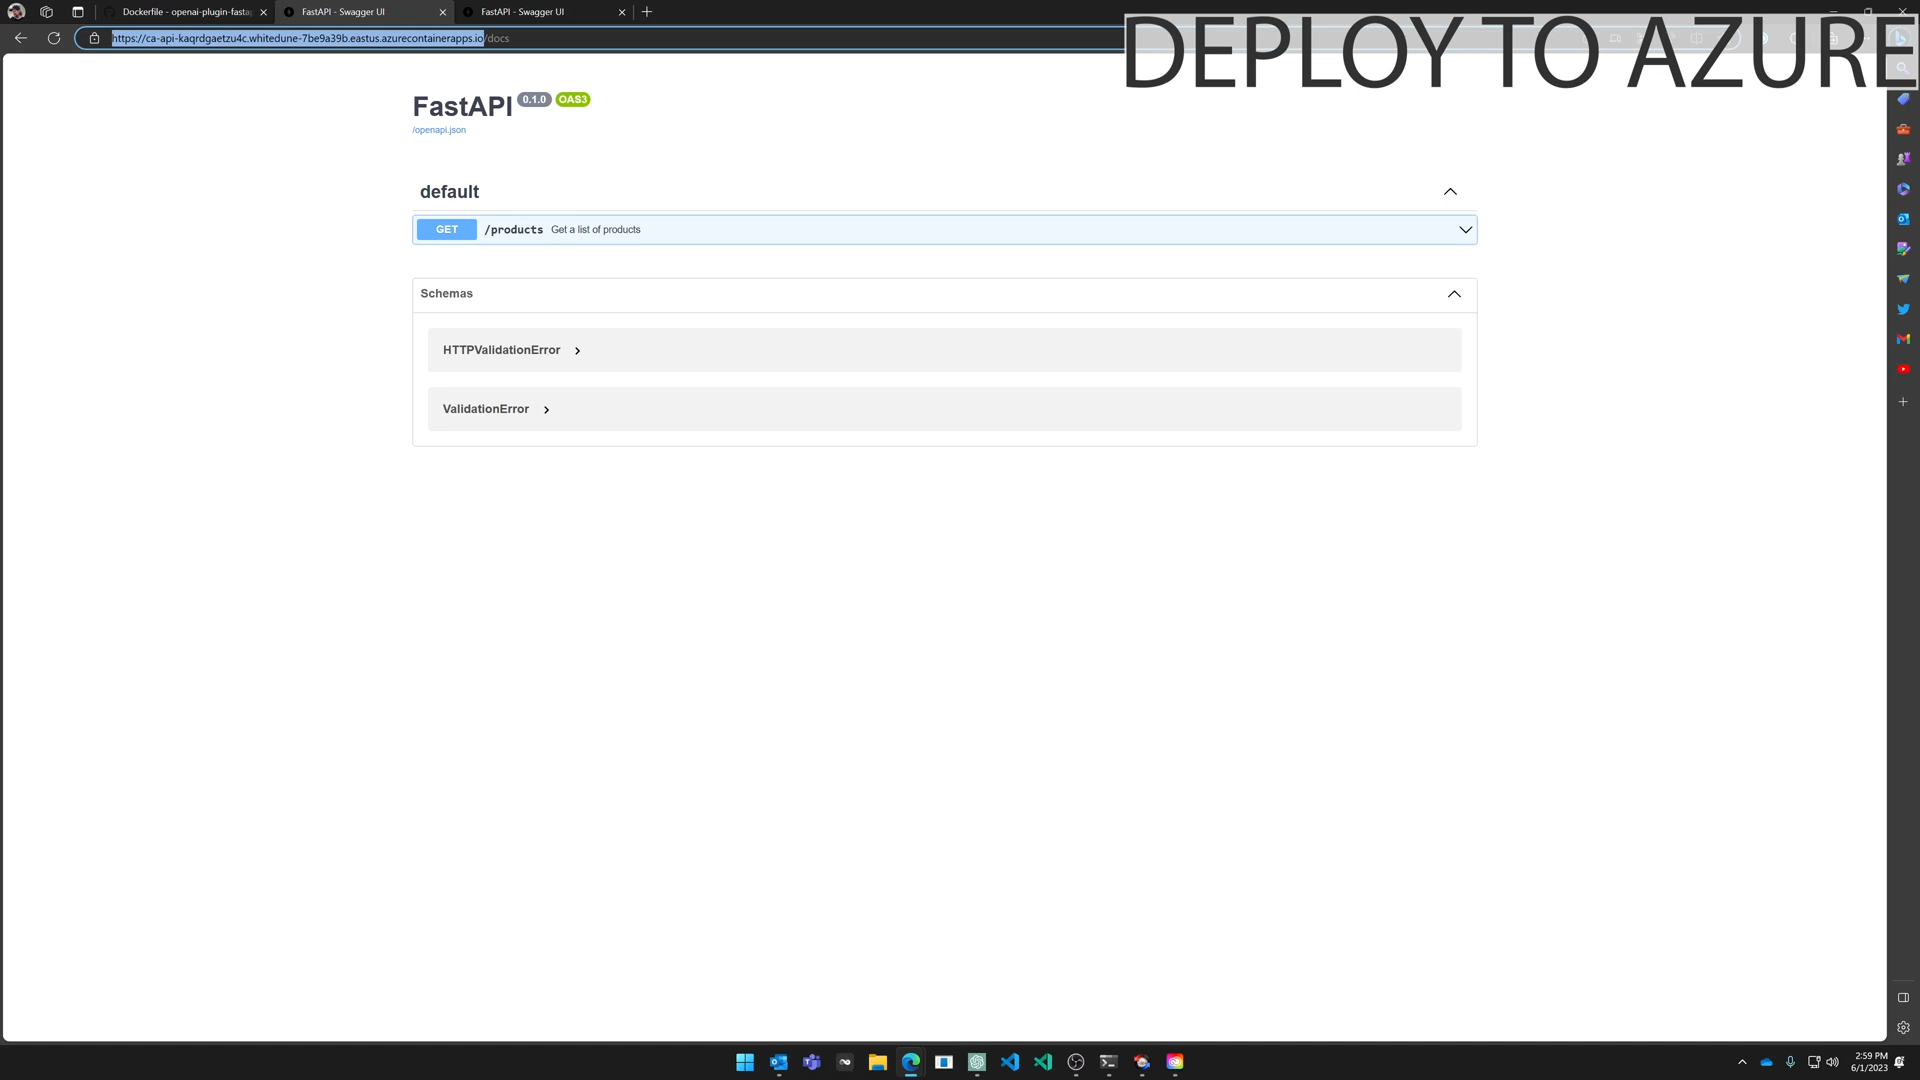 Dockerfile - openai-plugin-fastap
FastAPI - Swagger UI
FastAPI - Swagger UI
https://ca-api-kaqrdgaetzu4c.whitedune-7be9a39b.eastus.azurecontainerapps.io/docs
DEPLOY TO AZURE
FastAPI 0.1.0 OAS3
/openapi.json
default
GET /products Get a list of products
Schemas
HTTPValidationError
ValidationError
2:59 PM
6/1/2023